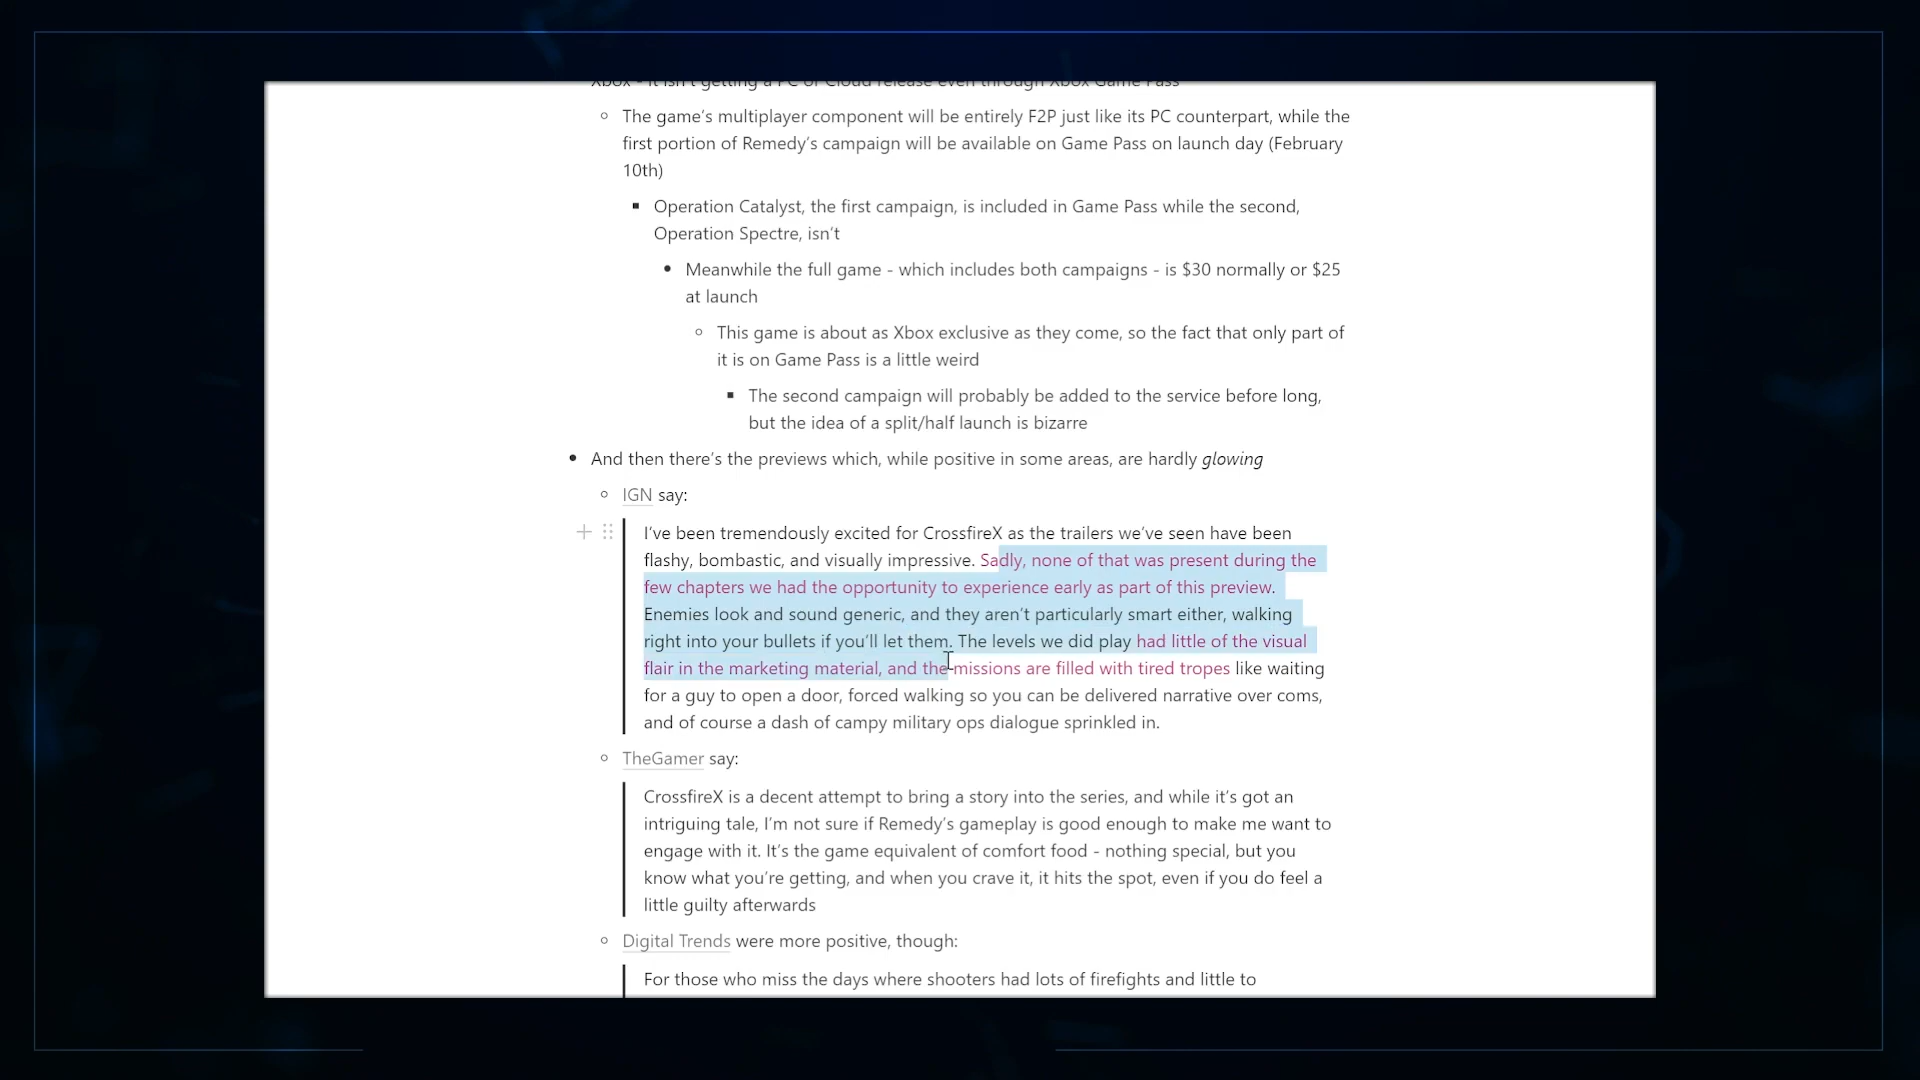 Xbox - it isn't getting a PC or Cloud release even through Xbox Game Pass
The game's multiplayer component will be entirely F2P just like its PC counterpart, while the
first portion of Remedy's campaign will be available on Game Pass on launch day (February
10th)
Operation Catalyst, the first campaign, is included in Game Pass while the second,
Operation Spectre, isn't
Meanwhile the full game - which includes both campaigns - is $30 normally or $25
at launch
This game is about as Xbox exclusive as they come, so the fact that only part of
it is on Game Pass is a little weird
The second campaign will probably be added to the service before long,
but the idea of a split/half launch is bizarre
And then there's the previews which, while positive in some areas, are hardly glowing
IGN say:
I've been tremendously excited for CrossfireX as the trailers we've seen have been
flashy, bombastic, and visually impressive. Sadly, none of that was present during the
few chapters we had the opportunity to experience early as part of this preview.
Enemies look and sound generic, and they aren't particularly smart either, walking
right into your bullets if you'll let them. The levels we did play had little of the visual
flair in the marketing material, and the missions are filled with tired tropes like waiting
for a guy to open a door, forced walking so you can be delivered narrative over coms,
and of course a dash of campy military ops dialogue sprinkled in.
TheGamer say:
CrossfireX is a decent attempt to bring a story into the series, and while it's got an
intriguing tale, I'm not sure if Remedy's gameplay is good enough to make me want to
engage with it. It's the game equivalent of comfort food - nothing special, but you
know what you're getting, and when you crave it, it hits the spot, even if you do feel a
little guilty afterwards
Digital Trends were more positive, though:
For those who miss the days where shooters had lots of firefights and little to